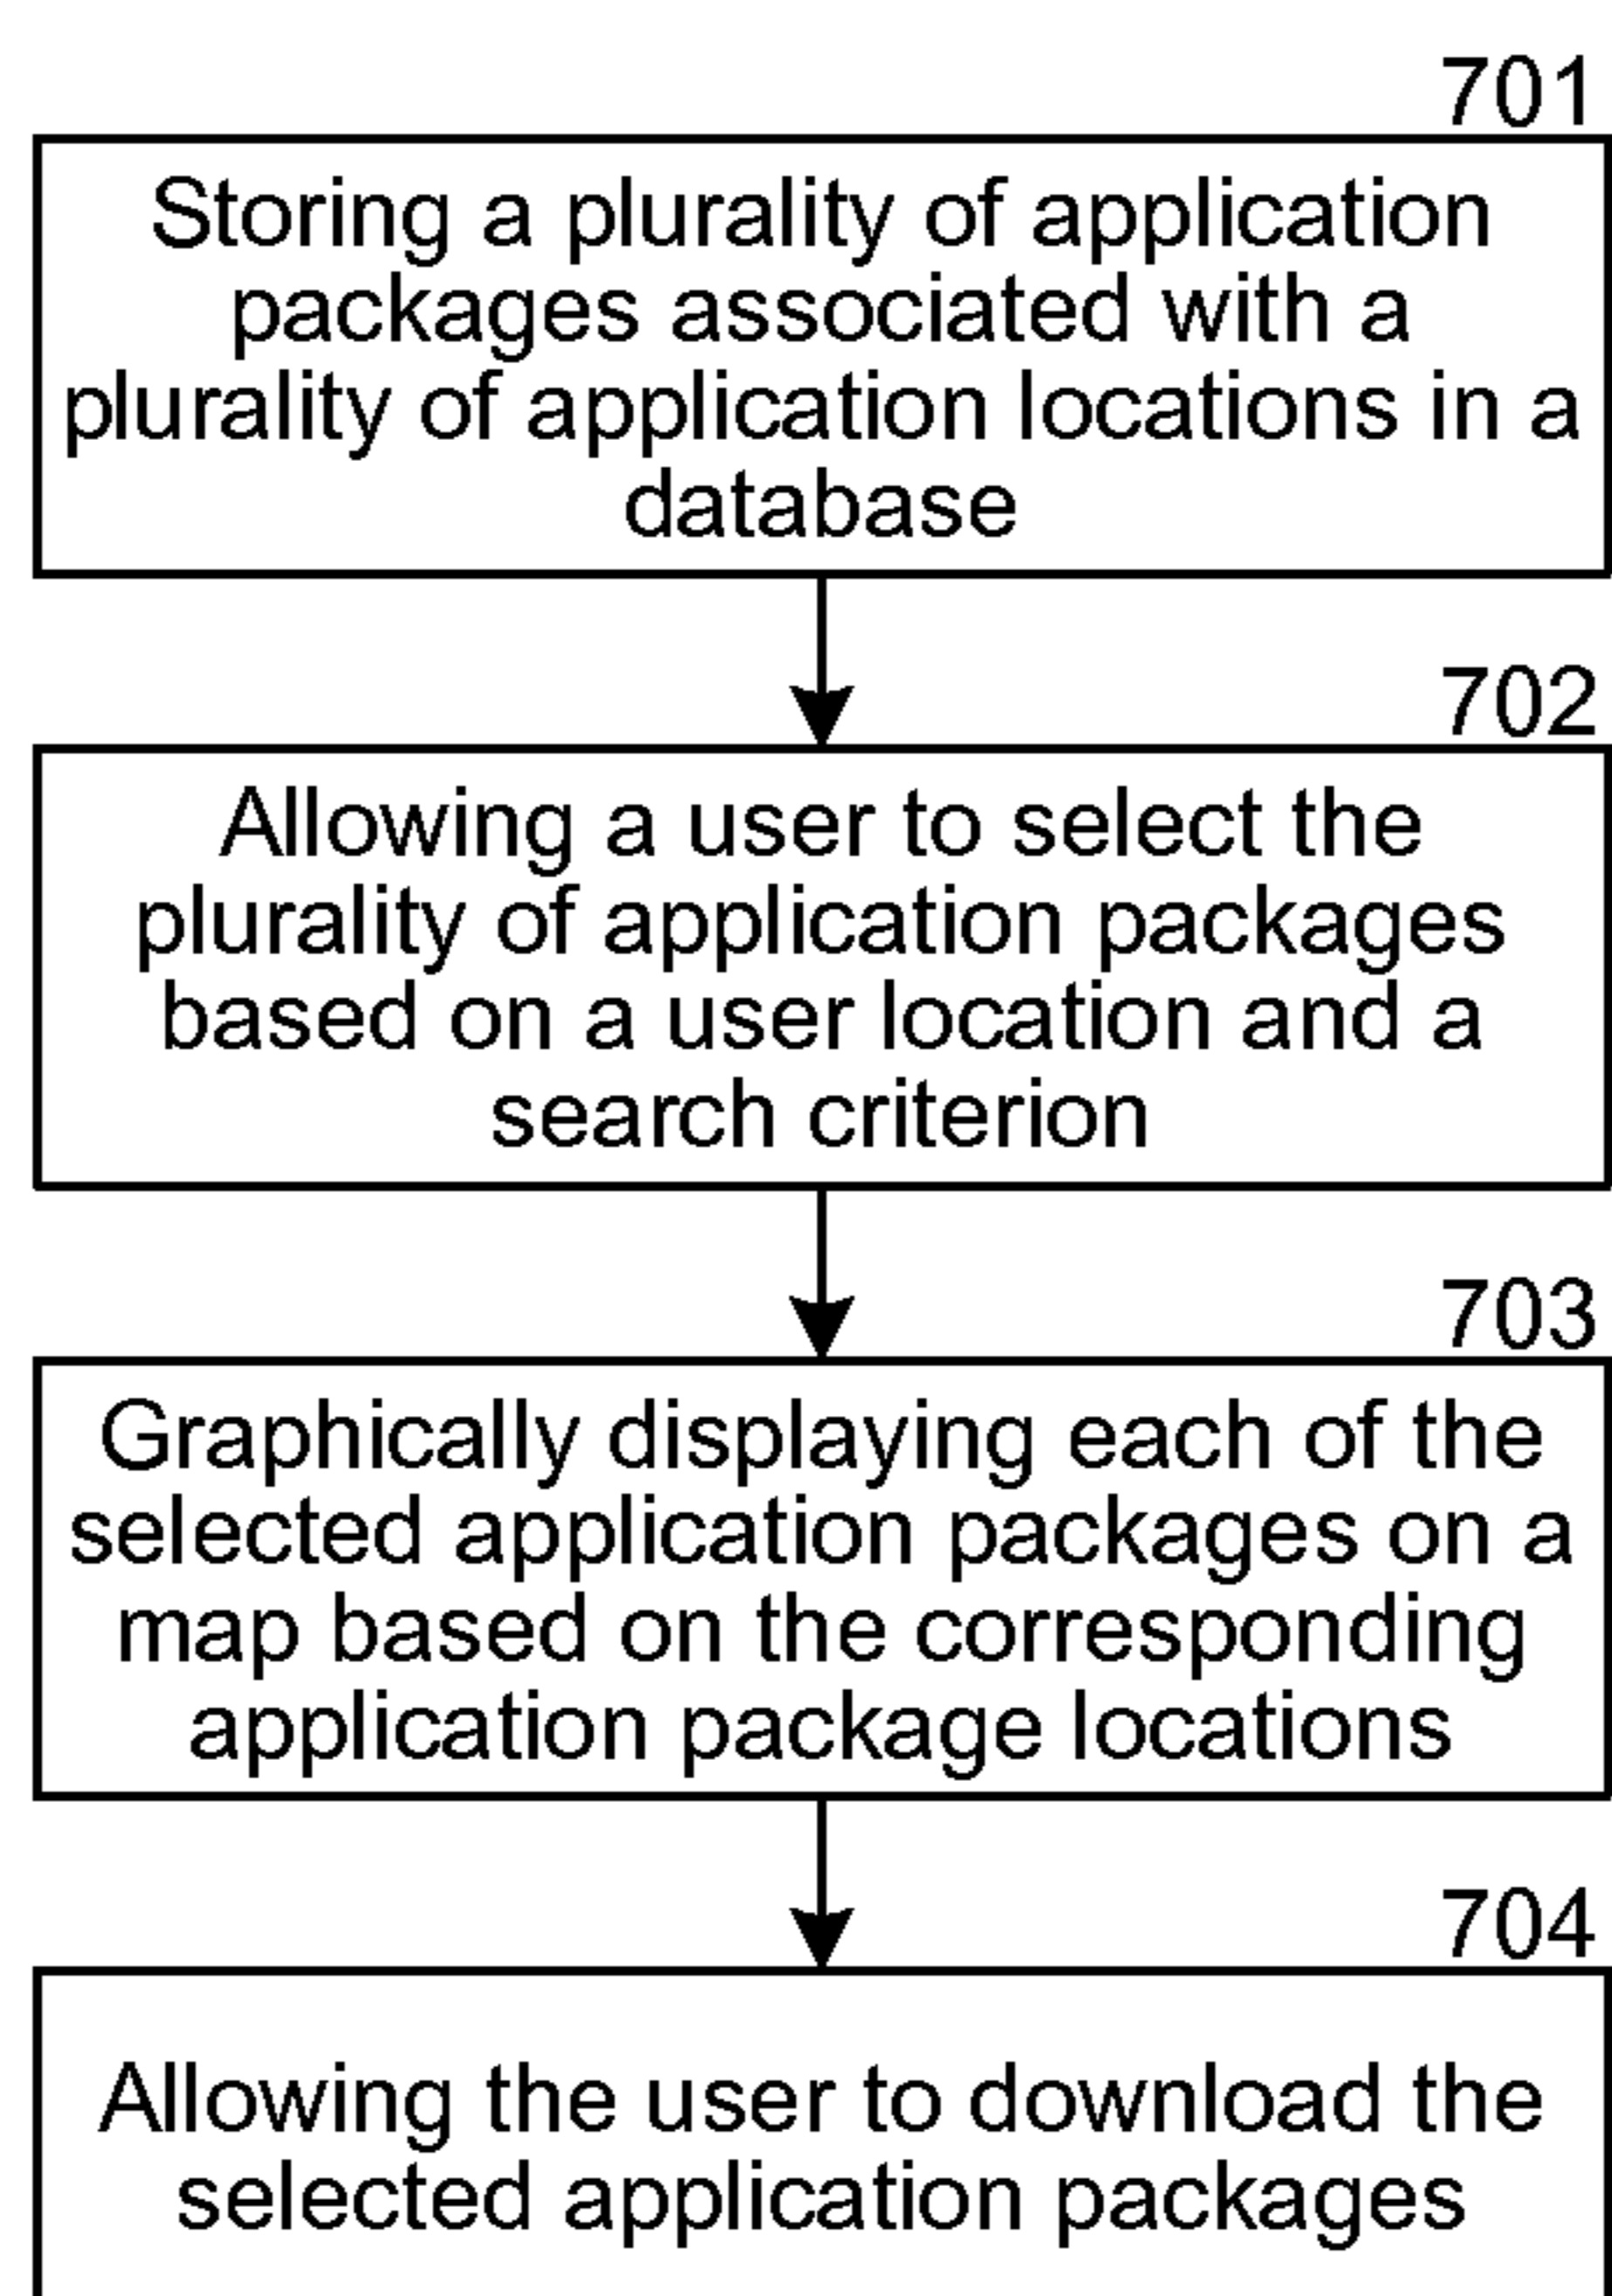 701
Storing a plurality of application
packages associated with a
plurality of application locations in a
database
702
Allowing a user to select the
plurality of application packages
based on a user location and a
search criterion
703
Graphically displaying each of the
selected application packages on a
map based on the corresponding
application package locations
704
Allowing the user to download the
selected application packages